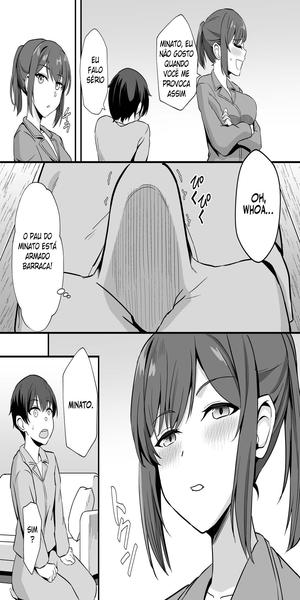 MINATO, EU
NÃO GOSTO
QUANDO
VOCÊ ME
PROVOCA
ASSIM
EU
FALO
SÉRIO
OH,
WHOA...
O PAU DO
MINATO ESTÁ
ARMADO
BARRACA!
MINATO.
SIM
?